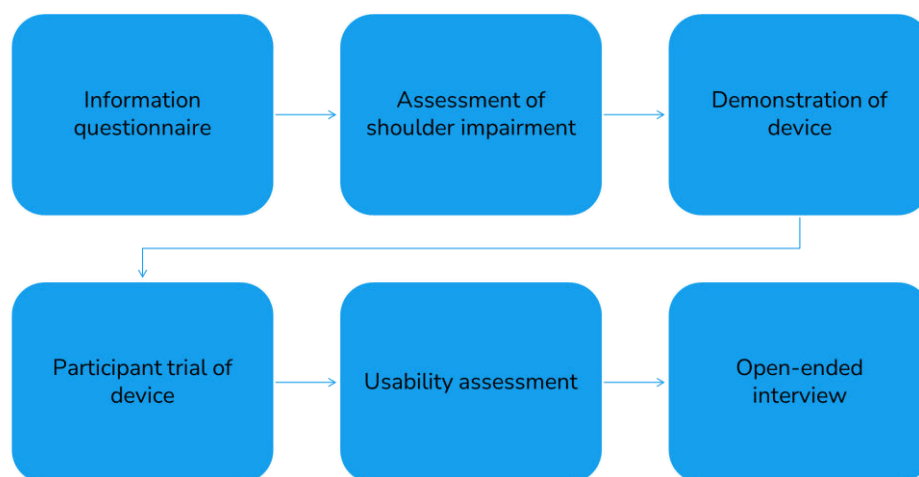 Information
questionnaire
Assessment of
shoulder impairment
Demonstration of
device
Participant trial of
device
Usability assessment
Open-ended
interview